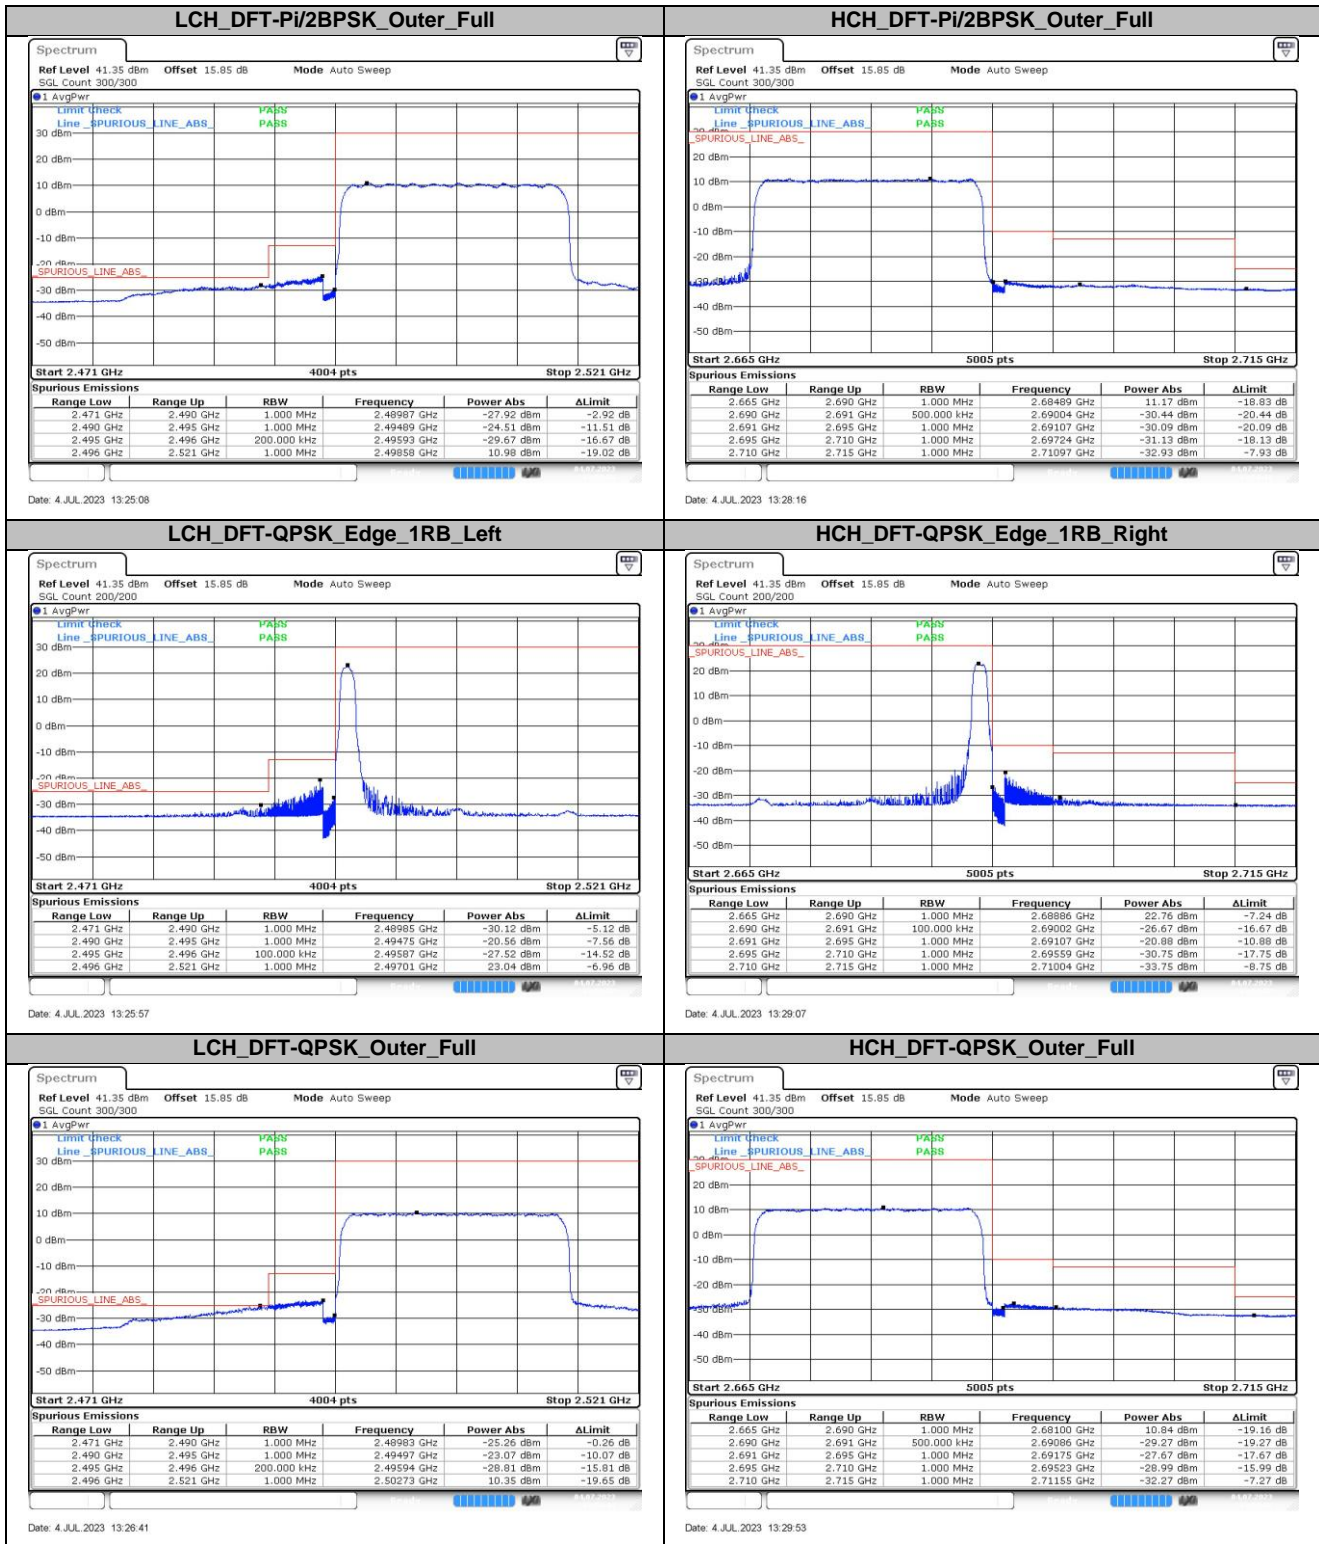 LCH_DFT-Pi/2BPSK_Outer_Full
Spectrum
Ref Level 41.35 dBm Offset 15.85 dB Mode Auto Sweep
SGL Count 300/300
1 AvgPwr
Limit Check PASS
Line _SPURIOUS_LINE_ABS_ PASS
30 dBm
20 dBm
10 dBm
0 dBm
-10 dBm
-20 dBm
_SPURIOUS_LINE_ABS_
-30 dBm
-40 dBm
-50 dBm
Start 2.471 GHz 4004 pts Stop 2.521 GHz
Spurious Emissions
Range Low Range Up RBW Frequency Power Abs ΔLimit
2.471 GHz 2.490 GHz 1.000 MHz 2.48987 GHz -27.92 dBm -2.92 dB
2.490 GHz 2.495 GHz 1.000 MHz 2.49489 GHz -24.51 dBm -11.51 dB
2.495 GHz 2.496 GHz 200.000 kHz 2.49593 GHz -29.67 dBm -16.67 dB
2.496 GHz 2.521 GHz 1.000 MHz 2.49858 GHz 10.98 dBm -19.02 dB
Date: 4.JUL.2023 13:25:08
HCH_DFT-Pi/2BPSK_Outer_Full
Spectrum
Ref Level 41.35 dBm Offset 15.85 dB Mode Auto Sweep
SGL Count 300/300
1 AvgPwr
Limit Check PASS
Line _SPURIOUS_LINE_ABS_ PASS
_SPURIOUS_LINE_ABS_
20 dBm
10 dBm
0 dBm
-10 dBm
-20 dBm
-30 dBm
-40 dBm
-50 dBm
Start 2.665 GHz 5005 pts Stop 2.715 GHz
Spurious Emissions
Range Low Range Up RBW Frequency Power Abs ΔLimit
2.665 GHz 2.690 GHz 1.000 MHz 2.68489 GHz 11.17 dBm -18.83 dB
2.690 GHz 2.691 GHz 500.000 kHz 2.69004 GHz -30.44 dBm -20.44 dB
2.691 GHz 2.695 GHz 1.000 MHz 2.69107 GHz -30.09 dBm -20.09 dB
2.695 GHz 2.710 GHz 1.000 MHz 2.69724 GHz -31.13 dBm -18.13 dB
2.710 GHz 2.715 GHz 1.000 MHz 2.71097 GHz -32.93 dBm -7.93 dB
Date: 4.JUL.2023 13:28:16
LCH_DFT-QPSK_Edge_1RB_Left
Spectrum
Ref Level 41.35 dBm Offset 15.85 dB Mode Auto Sweep
SGL Count 200/200
1 AvgPwr
Limit Check PASS
Line _SPURIOUS_LINE_ABS_ PASS
30 dBm
20 dBm
10 dBm
0 dBm
-10 dBm
-20 dBm
_SPURIOUS_LINE_ABS_
-30 dBm
-40 dBm
-50 dBm
Start 2.471 GHz 4004 pts Stop 2.521 GHz
Spurious Emissions
Range Low Range Up RBW Frequency Power Abs ΔLimit
2.471 GHz 2.490 GHz 1.000 MHz 2.48985 GHz -30.12 dBm -5.12 dB
2.490 GHz 2.495 GHz 1.000 MHz 2.49475 GHz -20.56 dBm -7.56 dB
2.495 GHz 2.496 GHz 100.000 kHz 2.49587 GHz -27.52 dBm -14.52 dB
2.496 GHz 2.521 GHz 1.000 MHz 2.49701 GHz 23.04 dBm -6.96 dB
Date: 4.JUL.2023 13:25:57
HCH_DFT-QPSK_Edge_1RB_Right
Spectrum
Ref Level 41.35 dBm Offset 15.85 dB Mode Auto Sweep
SGL Count 200/200
1 AvgPwr
Limit Check PASS
Line _SPURIOUS_LINE_ABS_ PASS
_SPURIOUS_LINE_ABS_
20 dBm
10 dBm
0 dBm
-10 dBm
-20 dBm
-30 dBm
-40 dBm
-50 dBm
Start 2.665 GHz 5005 pts Stop 2.715 GHz
Spurious Emissions
Range Low Range Up RBW Frequency Power Abs ΔLimit
2.665 GHz 2.690 GHz 1.000 MHz 2.68886 GHz 22.76 dBm -7.24 dB
2.690 GHz 2.691 GHz 100.000 kHz 2.69002 GHz -26.67 dBm -16.67 dB
2.691 GHz 2.695 GHz 1.000 MHz 2.69107 GHz -20.88 dBm -10.88 dB
2.695 GHz 2.710 GHz 1.000 MHz 2.69559 GHz -30.75 dBm -17.75 dB
2.710 GHz 2.715 GHz 1.000 MHz 2.71004 GHz -33.75 dBm -8.75 dB
Date: 4.JUL.2023 13:29:07
LCH_DFT-QPSK_Outer_Full
Spectrum
Ref Level 41.35 dBm Offset 15.85 dB Mode Auto Sweep
SGL Count 300/300
1 AvgPwr
Limit Check PASS
Line _SPURIOUS_LINE_ABS_ PASS
30 dBm
20 dBm
10 dBm
0 dBm
-10 dBm
-20 dBm
_SPURIOUS_LINE_ABS_
-30 dBm
-40 dBm
-50 dBm
Start 2.471 GHz 4004 pts Stop 2.521 GHz
Spurious Emissions
Range Low Range Up RBW Frequency Power Abs ΔLimit
2.471 GHz 2.490 GHz 1.000 MHz 2.48983 GHz -25.26 dBm -0.26 dB
2.490 GHz 2.495 GHz 1.000 MHz 2.49497 GHz -23.07 dBm -10.07 dB
2.495 GHz 2.496 GHz 200.000 kHz 2.49594 GHz -28.81 dBm -15.81 dB
2.496 GHz 2.521 GHz 1.000 MHz 2.50273 GHz 10.35 dBm -19.65 dB
Date: 4.JUL.2023 13:26:41
HCH_DFT-QPSK_Outer_Full
Spectrum
Ref Level 41.35 dBm Offset 15.85 dB Mode Auto Sweep
SGL Count 300/300
1 AvgPwr
Limit Check PASS
Line _SPURIOUS_LINE_ABS_ PASS
_SPURIOUS_LINE_ABS_
20 dBm
10 dBm
0 dBm
-10 dBm
-20 dBm
-30 dBm
-40 dBm
-50 dBm
Start 2.665 GHz 5005 pts Stop 2.715 GHz
Spurious Emissions
Range Low Range Up RBW Frequency Power Abs ΔLimit
2.665 GHz 2.690 GHz 1.000 MHz 2.68100 GHz 10.84 dBm -19.16 dB
2.690 GHz 2.691 GHz 500.000 kHz 2.69086 GHz -29.27 dBm -19.27 dB
2.691 GHz 2.695 GHz 1.000 MHz 2.69175 GHz -27.67 dBm -17.67 dB
2.695 GHz 2.710 GHz 1.000 MHz 2.69523 GHz -28.99 dBm -15.99 dB
2.710 GHz 2.715 GHz 1.000 MHz 2.71155 GHz -32.27 dBm -7.27 dB
Date: 4.JUL.2023 13:29:53